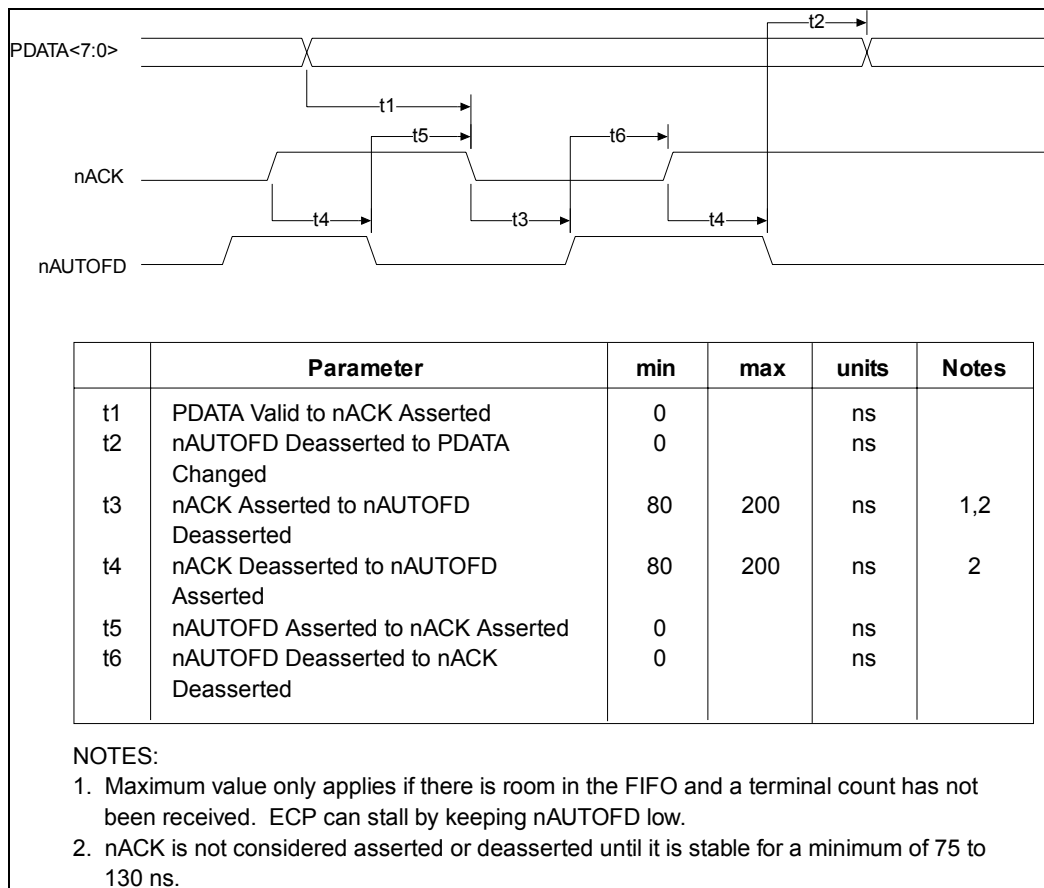 t2
PDATA<7:0>
t1
t5
t6
nACK
t4
t3
t4
nAUTOFD
Parameter min max units Notes
t1 PDATA Valid to nACK Asserted 0 ns
t2 nAUTOFD Deasserted to PDATA 0 ns
Changed
t3 nACK Asserted to nAUTOFD 80 200 ns 1,2
Deasserted
t4 nACK Deasserted to nAUTOFD 80 200 ns 2
Asserted
t5 nAUTOFD Asserted to nACK Asserted 0 ns
t6 nAUTOFD Deasserted to nACK 0 ns
Deasserted
NOTES:
1. Maximum value only applies if there is room in the FIFO and a terminal count has not
been received. ECP can stall by keeping nAUTOFD low.
2. nACK is not considered asserted or deasserted until it is stable for a minimum of 75 to
130 ns.